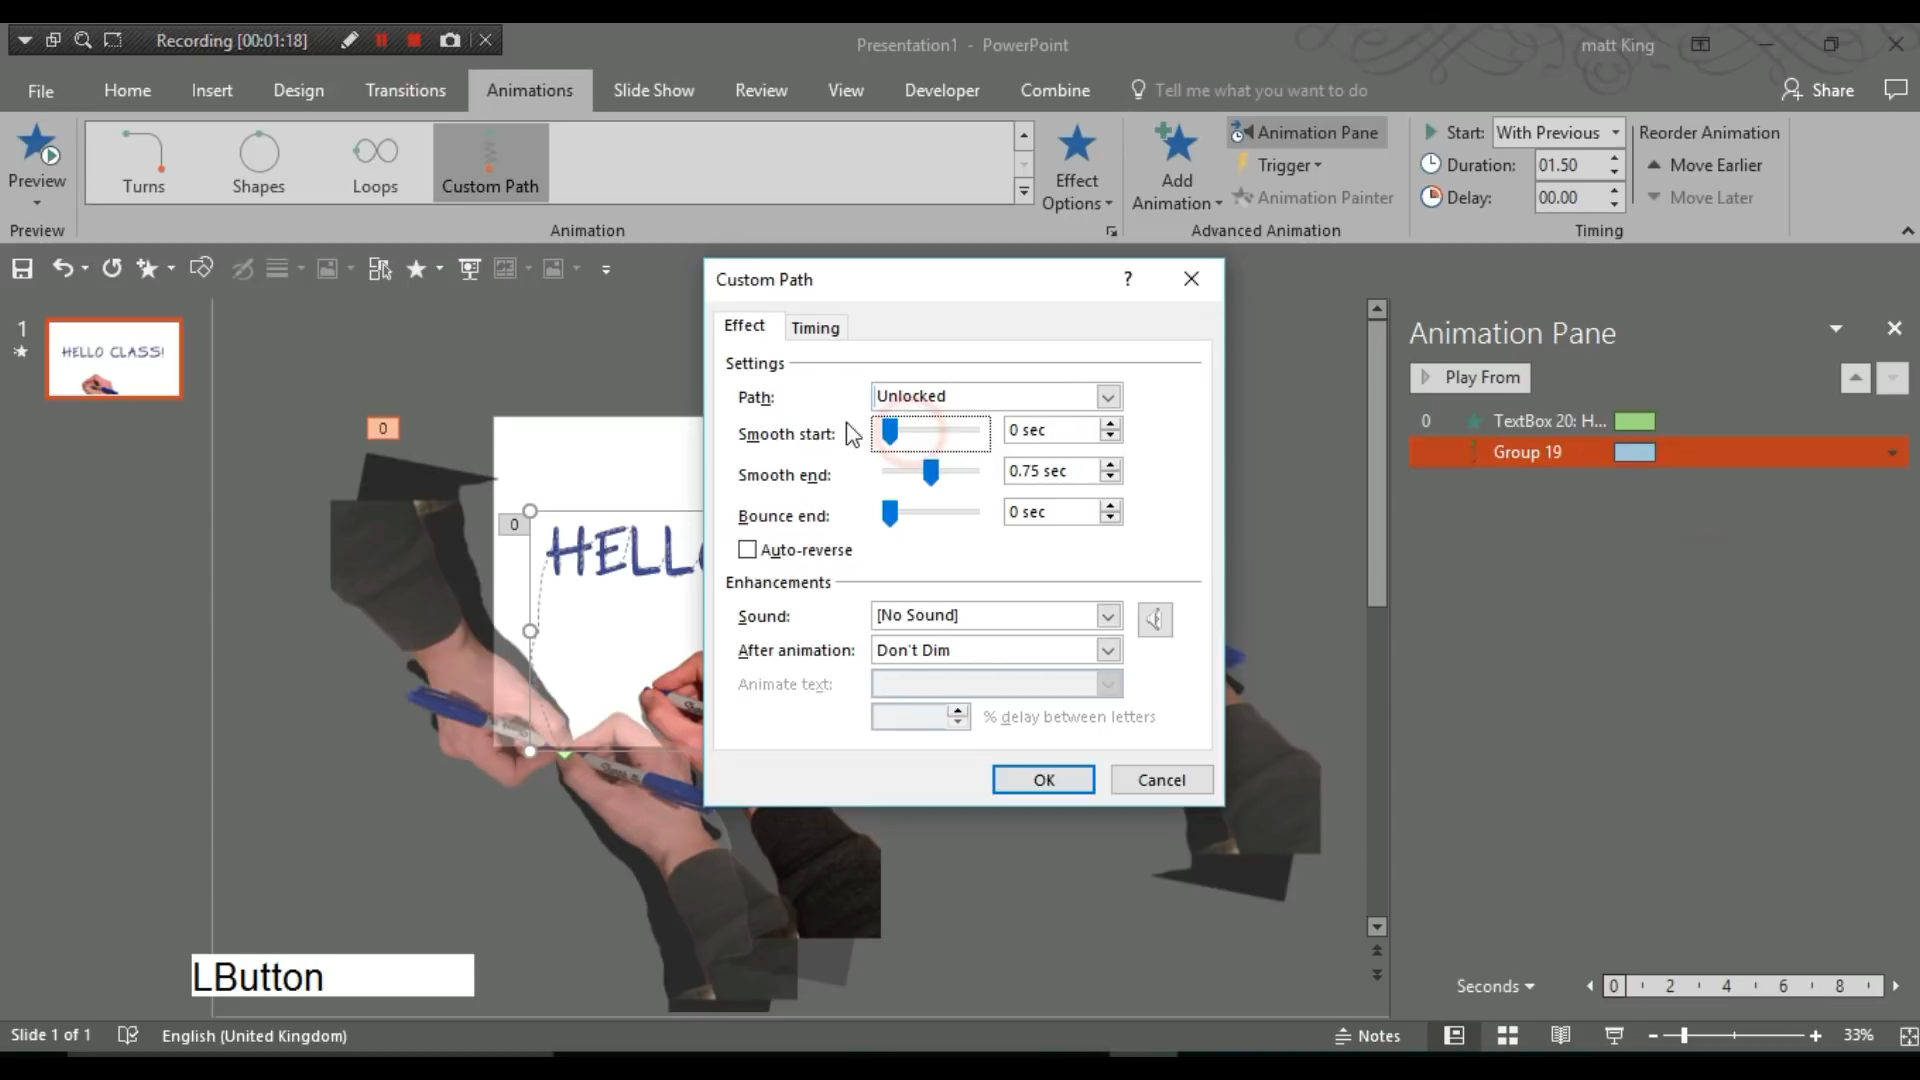 Recording [00:01:18]
Presentation1 - PowerPoint
matt King
File Home Insert Design Transitions Animations Slide Show Review View Developer Combine Tell me what you want to do Share
Preview
Turns Shapes Loops Custom Path
Effect Options
Add Animation
Animation Pane
Trigger
Animation Painter
Start: With Previous
Duration: 01.50
Delay: 00.00
Reorder Animation
Move Earlier
Move Later
Preview Animation Advanced Animation Timing
1
HELLO CLASS!
0
0
HELL
Custom Path ?
Effect Timing
Settings
Path: Unlocked
Smooth start: 0 sec
Smooth end: 0.75 sec
Bounce end: 0 sec
Auto-reverse
Enhancements
Sound: [No Sound]
After animation: Don't Dim
Animate text:
% delay between letters
OK Cancel
Animation Pane
Play From
0 TextBox 20: H...
Group 19
Seconds 0 2 4 6 8
LButton
Slide 1 of 1 English (United Kingdom) Notes 33%